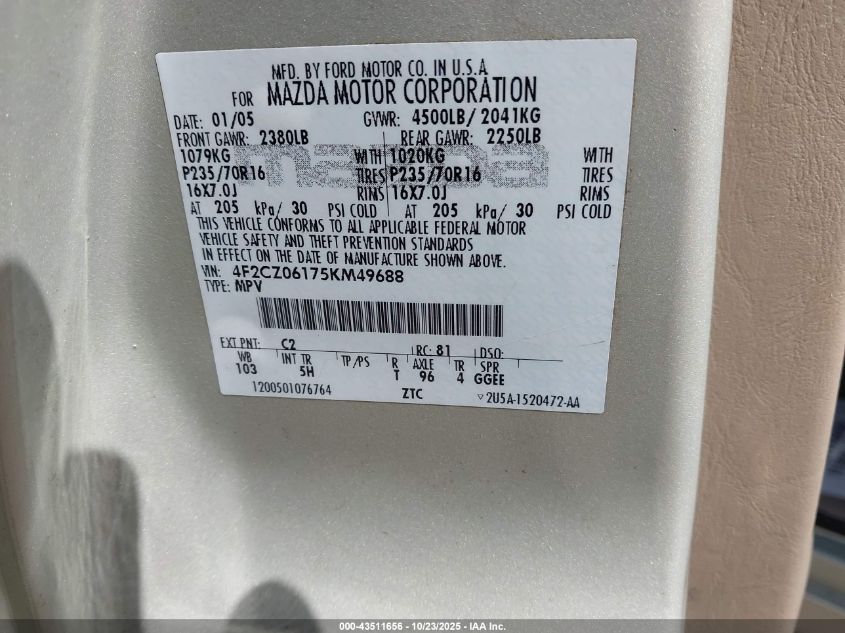 MFD. BY FORD MOTOR CO. IN U.S.A
FOR MAZDA MOTOR CORPORATION
DATE: 01/05 GVWR: 4500LB/ 2041KG
FRONT GAWR: 2380LB REAR GAWR: 2250LB
1079KG WITH 1020KG WITH
mazda
P235/70R16 TIRES P235/70R16 TIRES
16X7.0J RIMS 16X7.0J RIMS
AT 205 kPa/ 30 PSI COLD AT 205 kPa/ 30 PSI COLD
THIS VEHICLE CONFORMS TO ALL APPLICABLE FEDERAL MOTOR
VEHICLE SAFETY AND THEFT PREVENTION STANDARDS
IN EFFECT ON THE DATE OF MANUFACTURE SHOWN ABOVE.
VIN: 4F2CZ06175KM49688
TYPE: MPV
EXT PNT: C2 RC: 81 DSO:
WB INT TR TP/PS R AXLE TR SPR
103 5H T 96 4 GGEE
1200501076764 ZTC ▽2U5A-1520472-AA
000-43511656 - 10/23/2025 - IAA Inc.